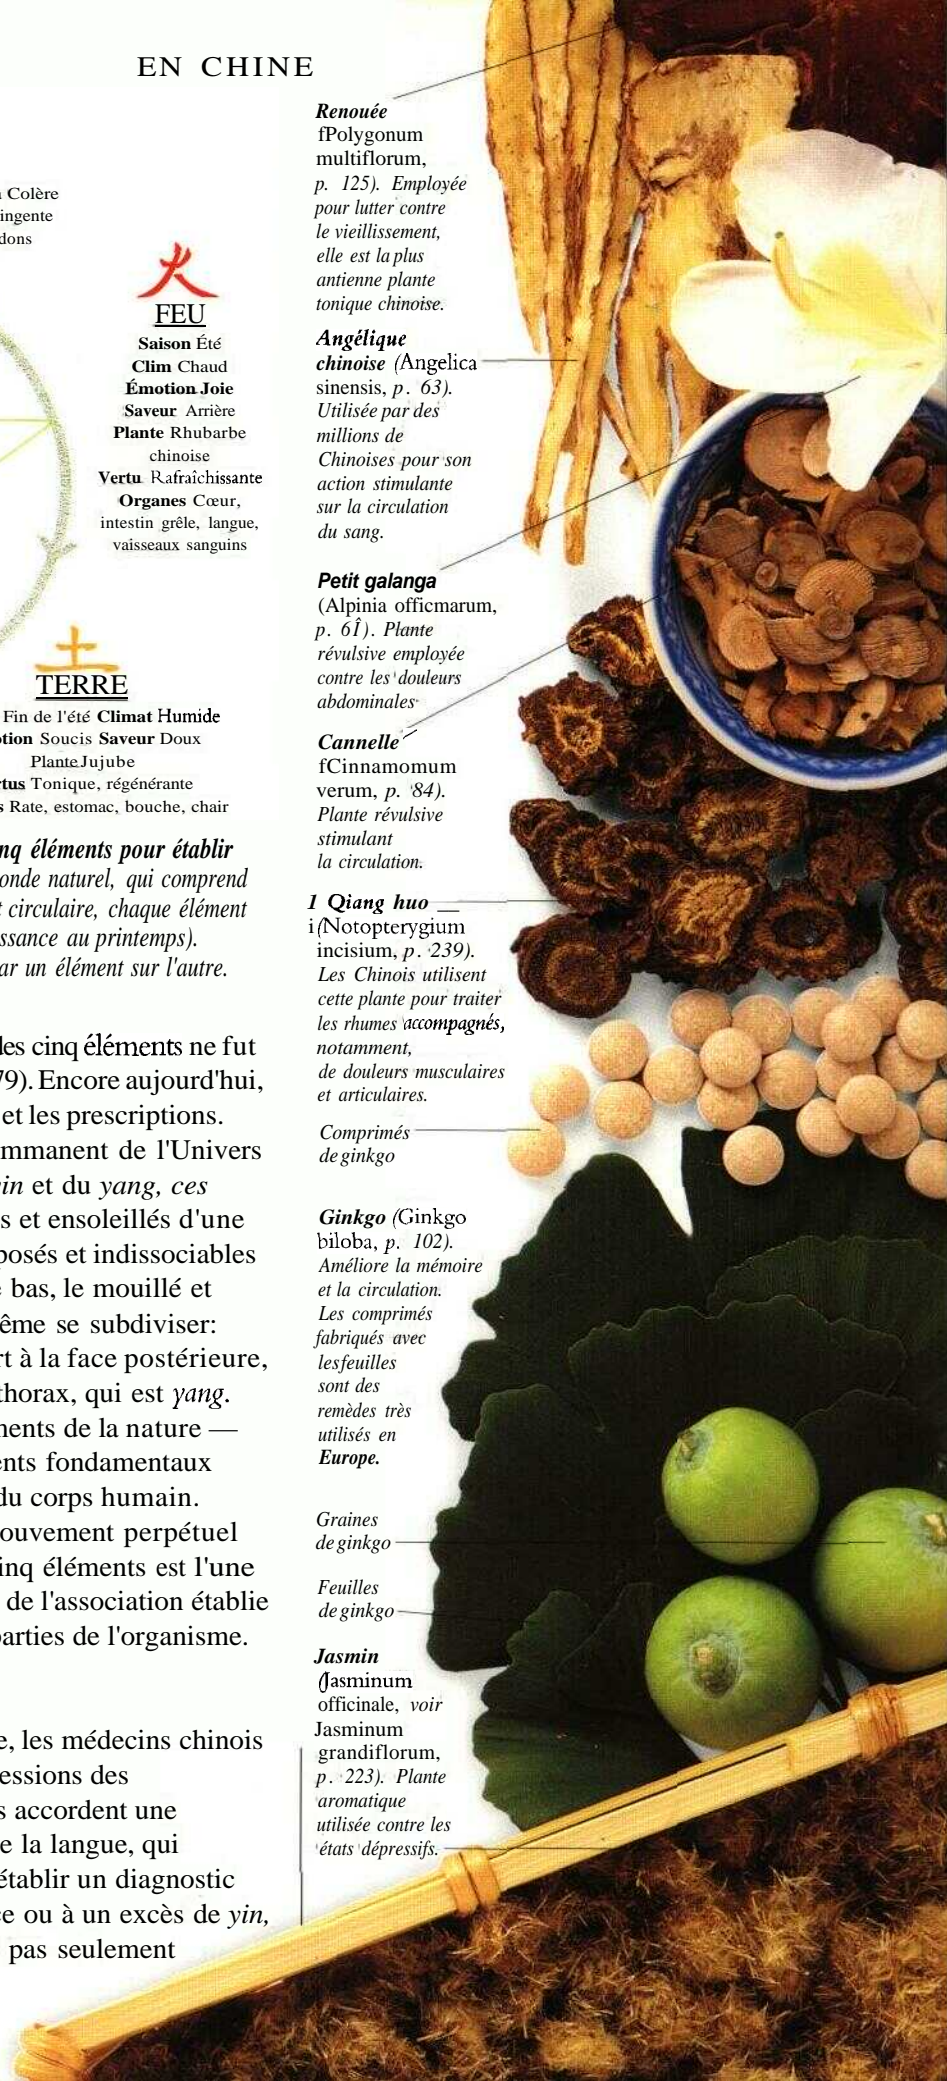 EN CHINE
Colère
ingente
dons
火
FEU
Saison Été
Clim Chaud
Émotion Joie
Saveur Arrière
Plante Rhubarbe
chinoise
Vertu Rafraîchissante
Organes Cœur,
intestin grêle, langue,
vaisseaux sanguins
土
TERRE
Fin de l'été Climat Humide
otion Soucis Saveur Doux
Plante Jujube
rtus Tonique, régénérante
s Rate, estomac, bouche, chair
nq éléments pour établir
onde naturel, qui comprend
t circulaire, chaque élément
ssance au printemps).
ar un élément sur l'autre.
des cinq éléments ne fut
79). Encore aujourd'hui,
et les prescriptions.
mmanent de l'Univers
yin et du yang, ces
s et ensoleillés d'une
posés et indissociables
e bas, le mouillé et
ême se subdiviser:
rt à la face postérieure,
thorax, qui est yang.
nents de la nature —
ents fondamentaux
du corps humain.
ouvement perpétuel
inq éléments est l'une
de l'association établie
parties de l'organisme.
e, les médecins chinois
essions des
s accordent une
e la langue, qui
établir un diagnostic
ce ou à un excès de yin,
pas seulement
Renouée
fPolygonum
multiflorum,
p. 125). Employée
pour lutter contre
le vieillissement,
elle est la plus
antienne plante
tonique chinoise.
Angélique
chinoise (Angelica
sinensis, p. 63).
Utilisée par des
millions de
Chinoises pour son
action stimulante
sur la circulation
du sang.
Petit galanga
(Alpinia officmarum,
p. 6Î). Plante
révulsive employée
contre les douleurs
abdominales
Cannelle
fCinnamomum
verum, p. 84).
Plante révulsive
stimulant
la circulation.
1 Qiang huo
i(Notopterygium
incisium, p. 239).
Les Chinois utilisent
cette plante pour traiter
les rhumes accompagnés,
notamment,
de douleurs musculaires
et articulaires.
Comprimés
de ginkgo
Ginkgo (Ginkgo
biloba, p. 102).
Améliore la mémoire
et la circulation.
Les comprimés
fabriqués avec
lesfeuilles
sont des
remèdes très
utilisés en
Europe.
Graines
de ginkgo
Feuilles
de ginkgo
Jasmin
(Jasminum
officinale, voir
Jasminum
grandiflorum,
p. 223). Plante
aromatique
utilisée contre les
états dépressifs.